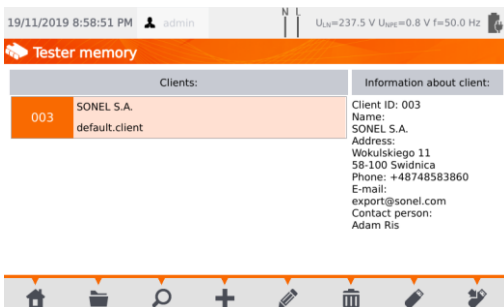 19/11/2019 8:58:51 PM admin N L ULN=237.5 V UNPE=0.8 V f=50.0 Hz
Tester memory
Clients:
003
SONEL S.A.
default.client
Information about client:
Client ID: 003
Name:
SONEL S.A.
Address:
Wokulskiego 11
58-100 Swidnica
Phone: +48748583860
E-mail:
export@sonel.com
Contact person:
Adam Ris